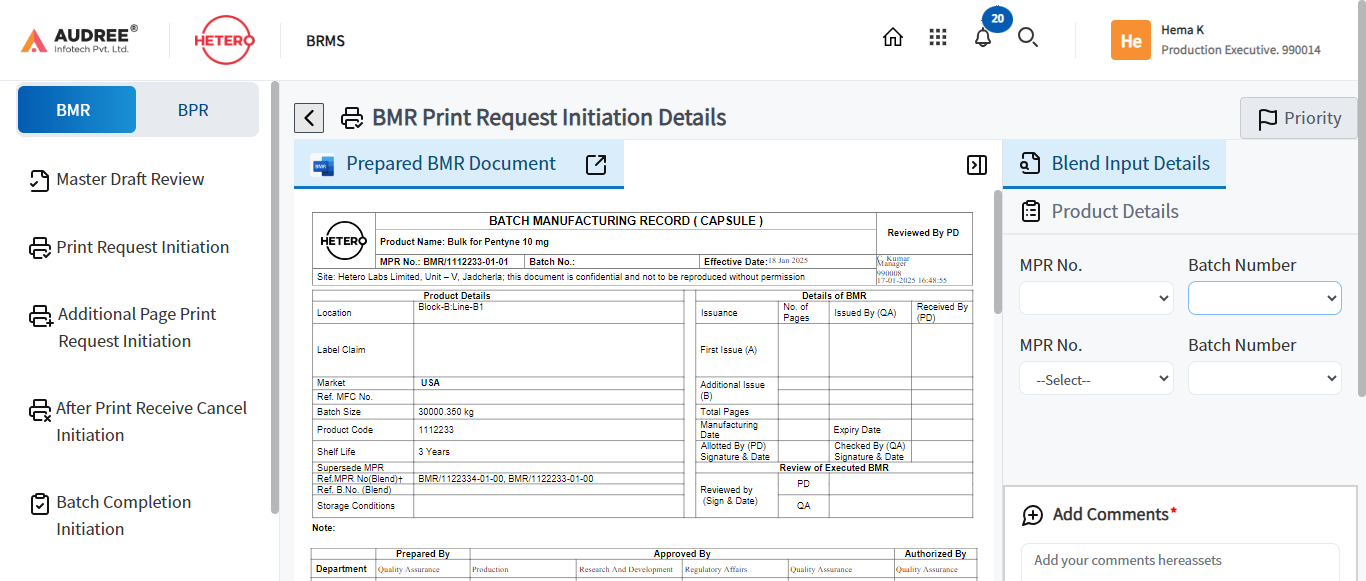 AUDREE®
Infotech Pvt. Ltd.
HETERO
BRMS
20
He
Hema K
Production Executive. 990014
BMR
BPR
Master Draft Review
Print Request Initiation
Additional Page Print
Request Initiation
After Print Receive Cancel
Initiation
Batch Completion
Initiation
BMR Print Request Initiation Details
Priority
BMR
Prepared BMR Document
HETERO
BATCH MANUFACTURING RECORD ( CAPSULE )
Product Name: Bulk for Pentyne 10 mg
Reviewed By PD
MPR No.: BMR/1112233-01-01
Batch No.:
Effective Date: 18 Jan 2025
C. Kumar
Manager
990008
17-01-2025 16:48:55
Site: Hetero Labs Limited, Unit – V, Jadcherla; this document is confidential and not to be reproduced without permission
Product Details
Location
Block-B:Line-B1
Label Claim
Market
USA
Ref. MFC No.
Batch Size
30000.350 kg
Product Code
1112233
Shelf Life
3 Years
Supersede MPR
Ref.MPR No(Blend)+
BMR/1122334-01-00, BMR/1122233-01-00
Ref. B.No. (Blend)
Storage Conditions
Details of BMR
Issuance
No. of
Pages
Issued By (QA)
Received By
(PD)
First Issue (A)
Additional Issue
(B)
Total Pages
Manufacturing
Date
Expiry Date
Allotted By (PD)
Signature & Date
Checked By (QA)
Signature & Date
Review of Executed BMR
Reviewed by
(Sign & Date)
PD
QA
Note:
Prepared By
Approved By
Authorized By
Department
Quality Assurance
Production
Research And Development
Regulatory Affairs
Quality Assurance
Quality Assurance
Blend Input Details
Product Details
MPR No.
Batch Number
MPR No.
Batch Number
--Select--
Add Comments*
Add your comments hereassets